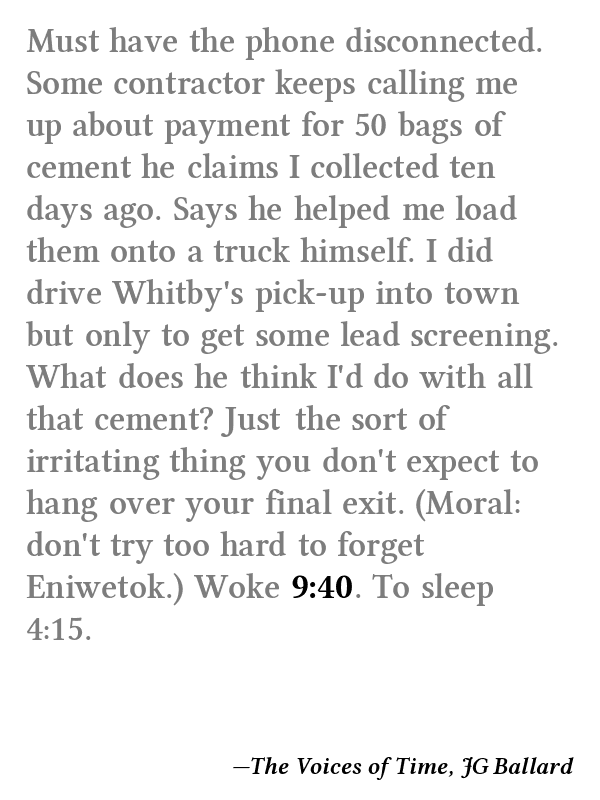 Must have the phone disconnected.
Some contractor keeps calling me
up about payment for 50 bags of
cement he claims I collected ten
days ago. Says he helped me load
them onto a truck himself. I did
drive Whitby's pick-up into town
but only to get some lead screening.
What does he think I'd do with all
that cement? Just the sort of
irritating thing you don't expect to
hang over your final exit. (Moral:
don't try too hard to forget
Eniwetok.) Woke 9:40. To sleep
4:15.
—The Voices of Time, JG Ballard